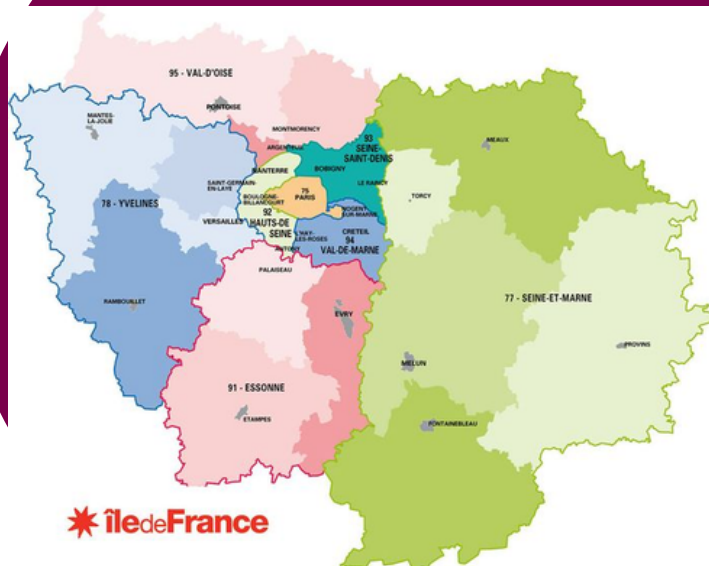 95 - VAL-D'OISE
PONTOISE
MANTES-
LA-JOLIE
MONTMORENCY
ARGENTEUIL
93
SEINE-
SAINT-DENIS
MEAUX
NANTERRE
BOBIGNY
SAINT-GERMAIN-
EN-LAYE
LE RAINCY
75
PARIS
BOULOGNE-
BILLANCOURT
TORCY
78 - YVELINES
92
HAUTS-DE
SEINE
NOGENT
SUR-MARNE
VERSAILLES
L'HAY-
LES-ROSES
CRETEIL
94
VAL-DE-MARNE
ANTONY
PALAISEAU
RAMBOUILLET
EVRY
77 - SEINE-ET-MARNE
PROVINS
MELUN
91 - ESSONNE
ETAMPES
FONTAINEBLEAU
îledeFrance